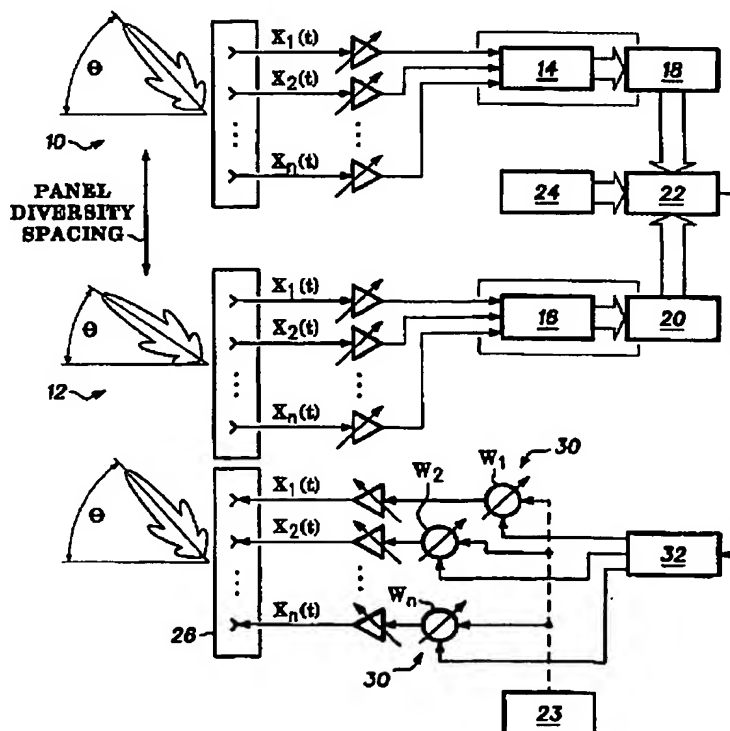 X1(t)
14
18
Θ
X2(t)
10
Xn(t)
PANEL
DIVERSITY
SPACING
24
22
X1(t)
16
20
Θ
X2(t)
12
Xn(t)
W1
30
X1(t)
W2
Θ
X2(t)
32
Wn
Xn(t)
26
30
23